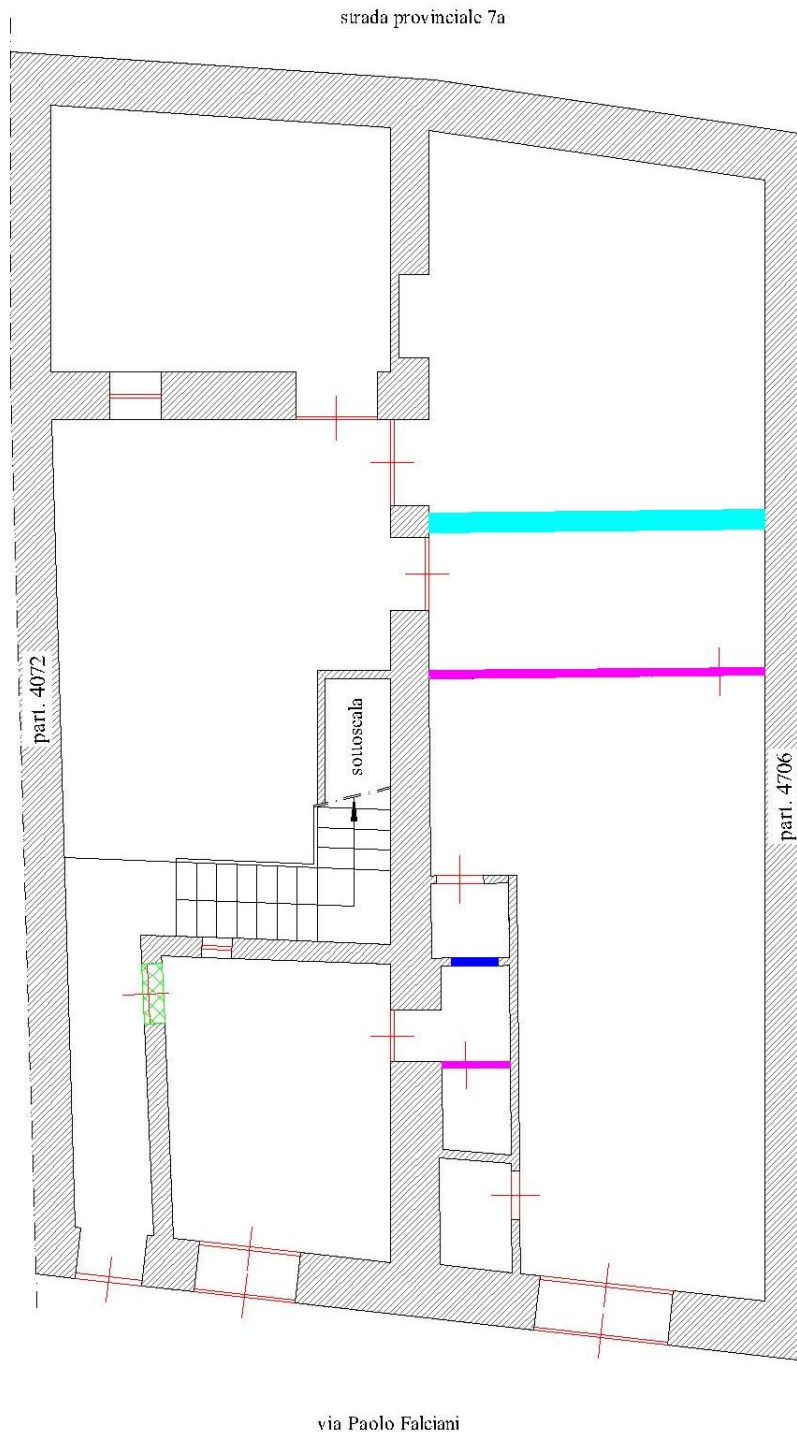 strada provinciale 7a
part. 4072
sottoscala
part. 4706
via Paolo Falciani